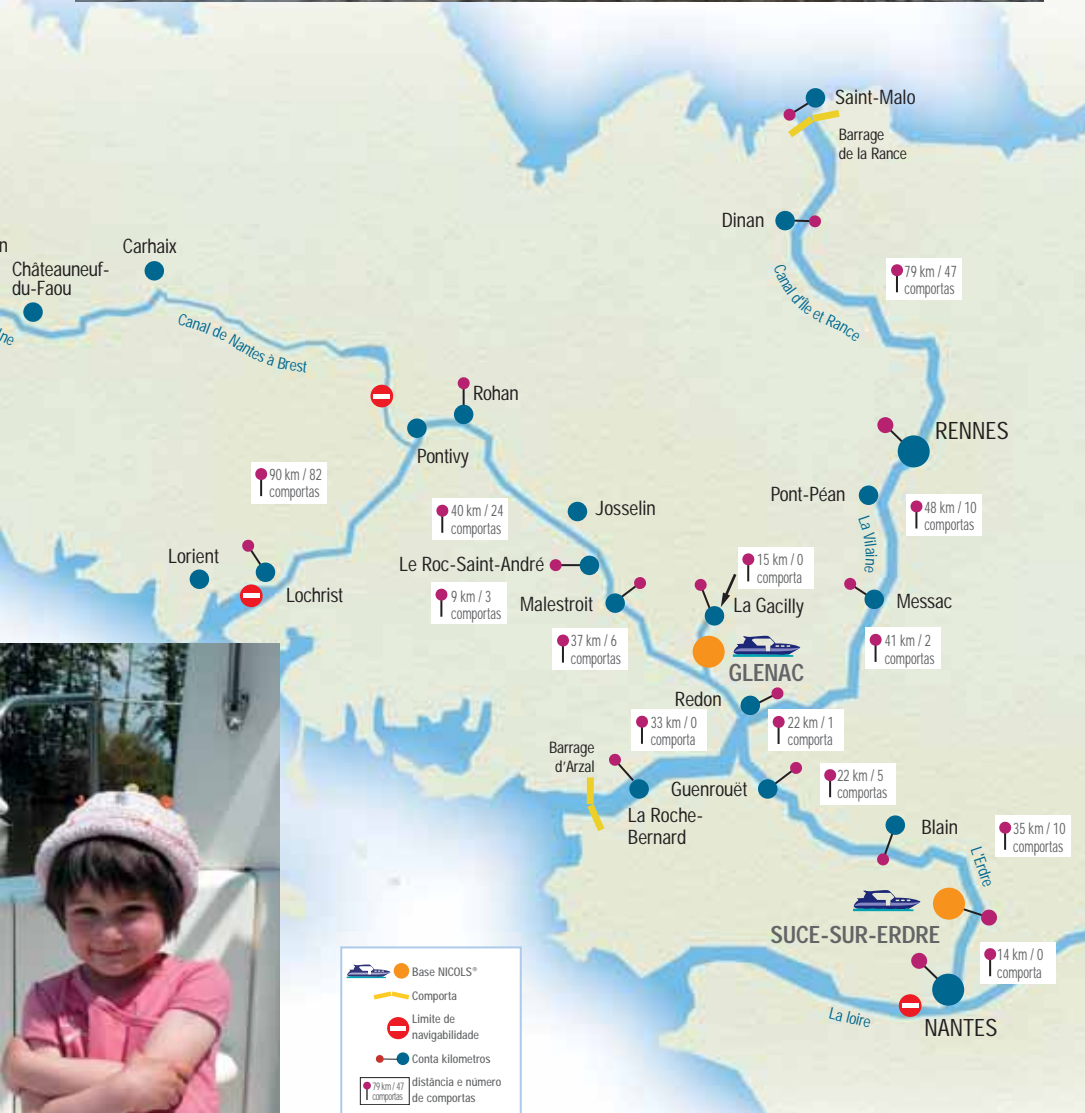 Saint-Malo
Barrage
de la Rance
Dinan
Canal d'Île et Rance
79 km / 47
comportas
n
Châteauneuf-
du-Faou
Carhaix
lne
Canal de Nantes à Brest
Rohan
Pontivy
RENNES
90 km / 82
comportas
40 km / 24
comportas
Josselin
Pont-Péan
La Vilaine
48 km / 10
comportas
Lorient
Lochrist
Le Roc-Saint-André
15 km / 0
comporta
9 km / 3
comportas
Malestroit
La Gacilly
Messac
37 km / 6
comportas
GLENAC
41 km / 2
comportas
Redon
33 km / 0
comporta
22 km / 1
comporta
Barrage
d'Arzal
Guenrouët
22 km / 5
comportas
La Roche-
Bernard
Blain
35 km / 10
comportas
L'Erdre
SUCE-SUR-ERDRE
14 km / 0
comporta
La loire
NANTES
Base NICOLS®
Comporta
Limite de
navigabilidade
Conta kilometros
79 km / 47
comportas
distância e número
de comportas